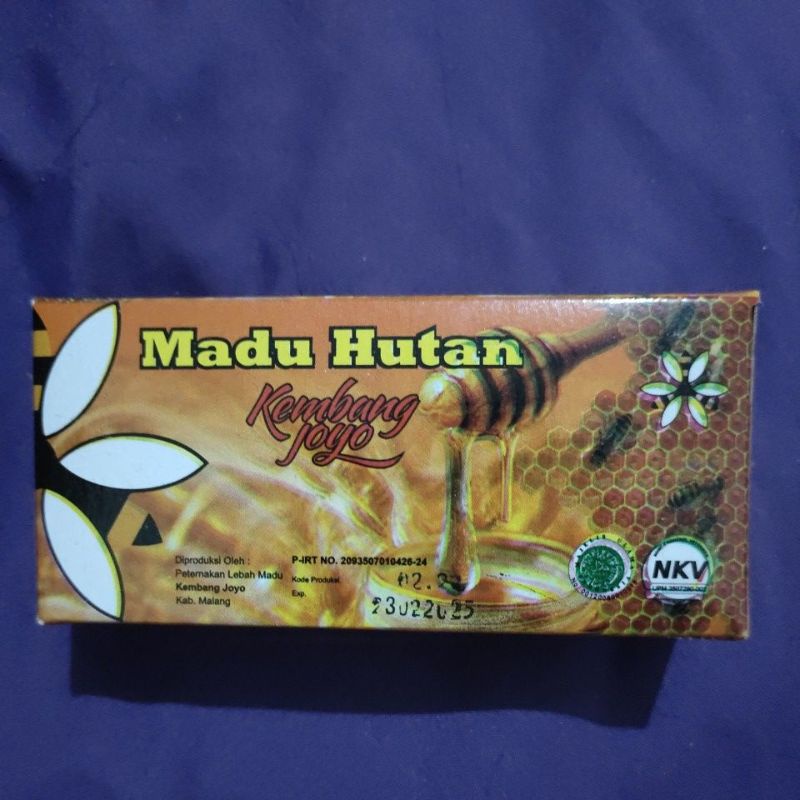 Madu Hutan
Kembang
Joyo
Diproduksi Oleh :
Peternakan Lebah Madu
Kembang Joyo
Kab. Malang
P-IRT NO. 2093507010426-24
Kode Produksi.
Exp.
23022025
NKV